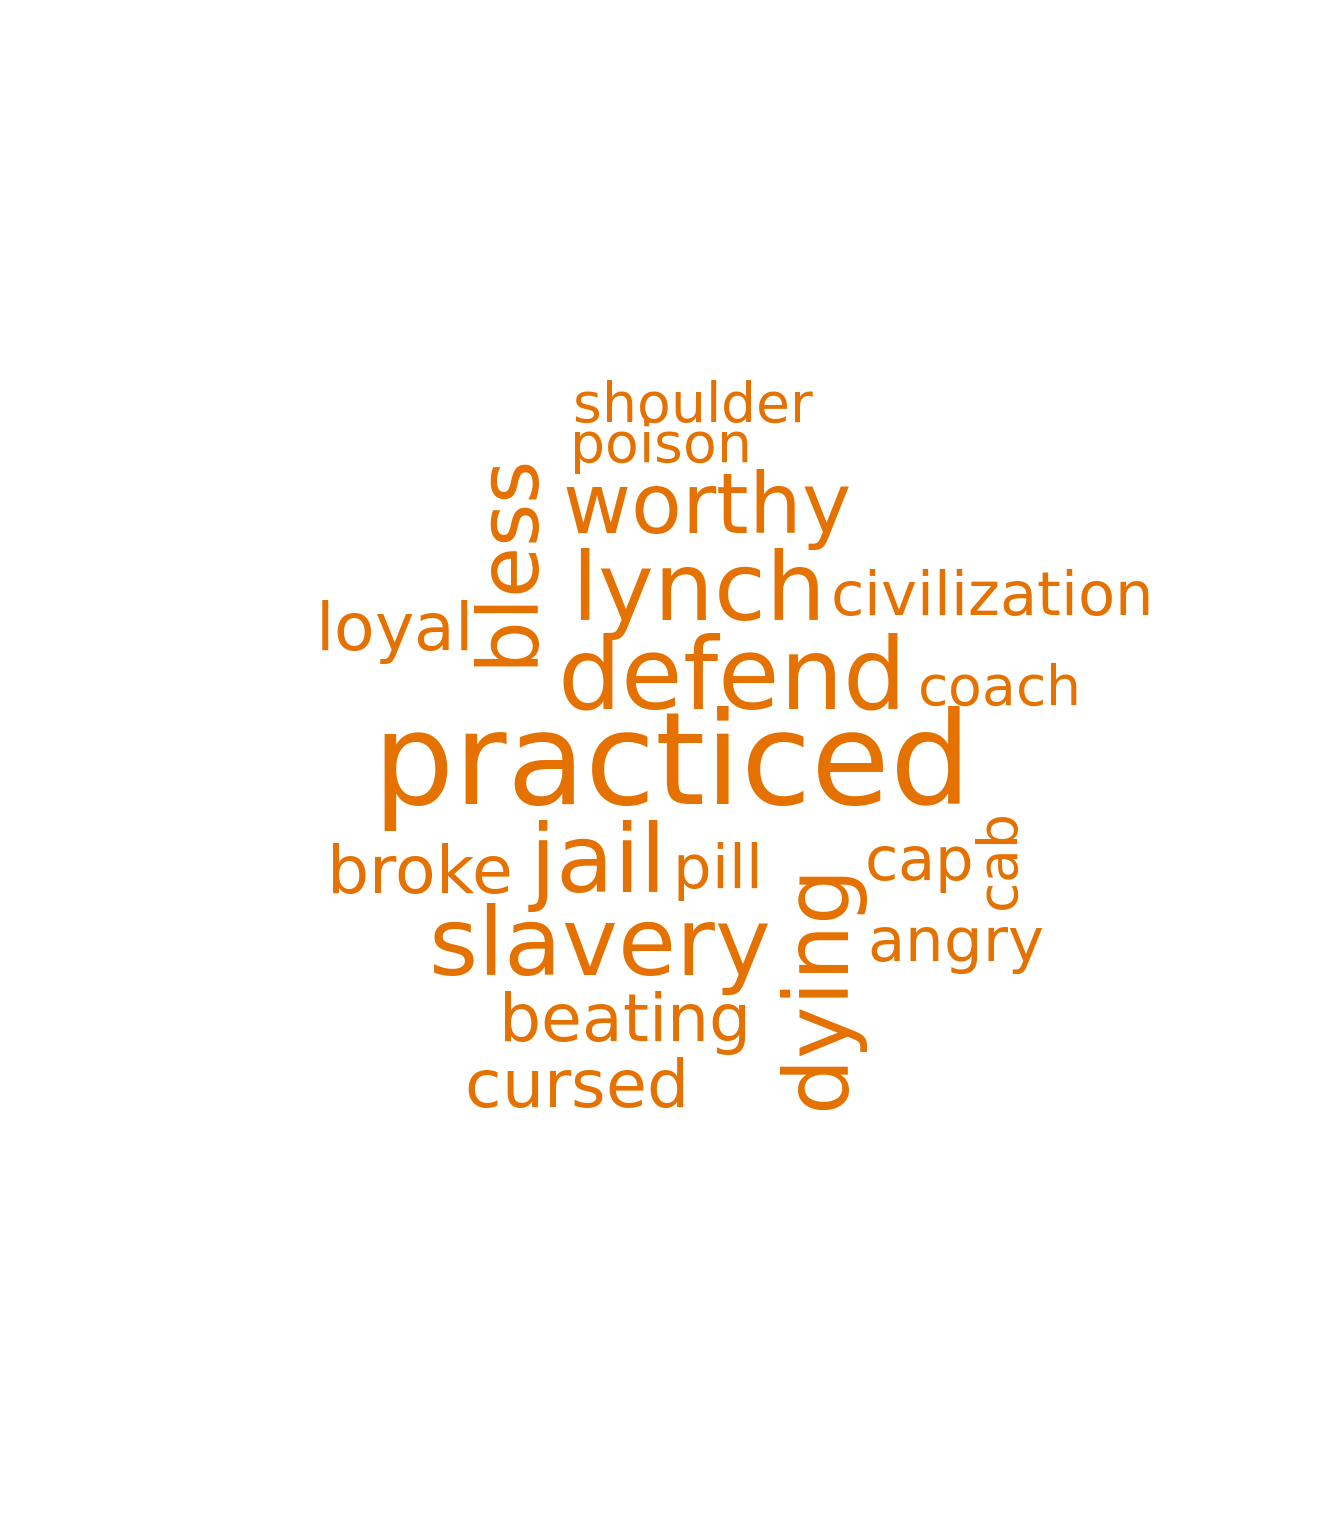 shoulder
poison
bless
worthy
lynch
civilization
loyal
defend
coach
practiced
broke
jail
pill
cap
cab
slavery
dying
angry
beating
cursed